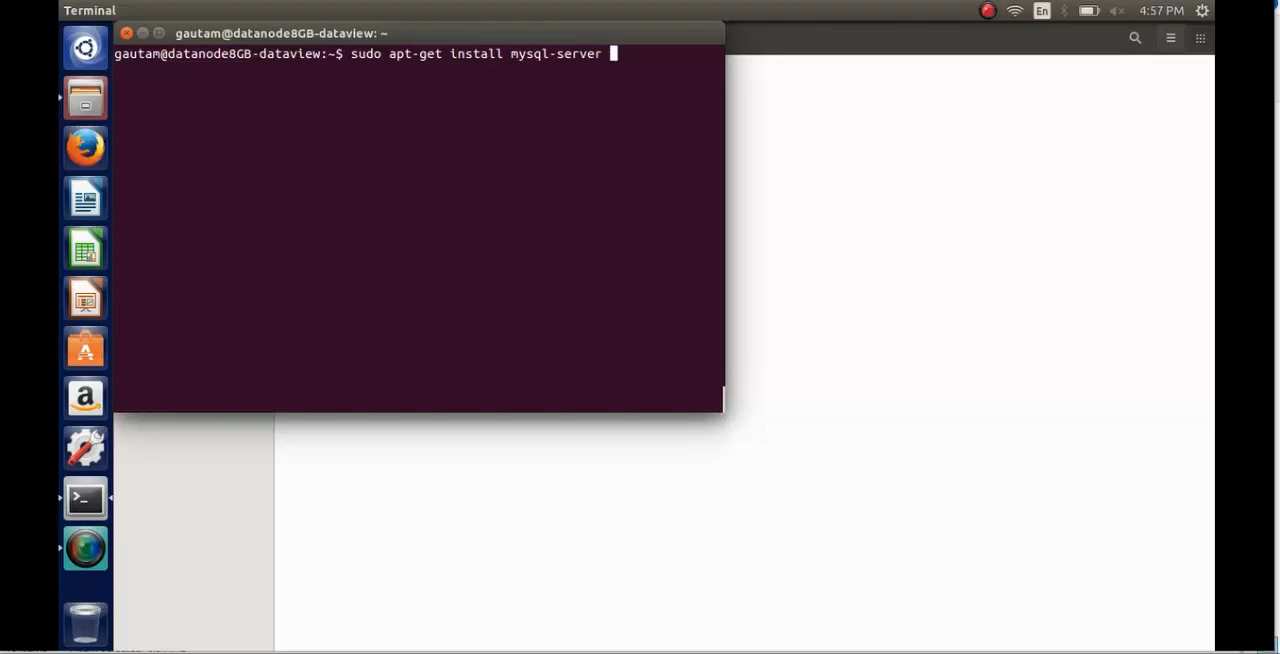 Terminal
En
4:57 PM
gautam@datanode8GB-dataview: ~
gautam@datanode8GB-dataview:~$ sudo apt-get install mysql-server